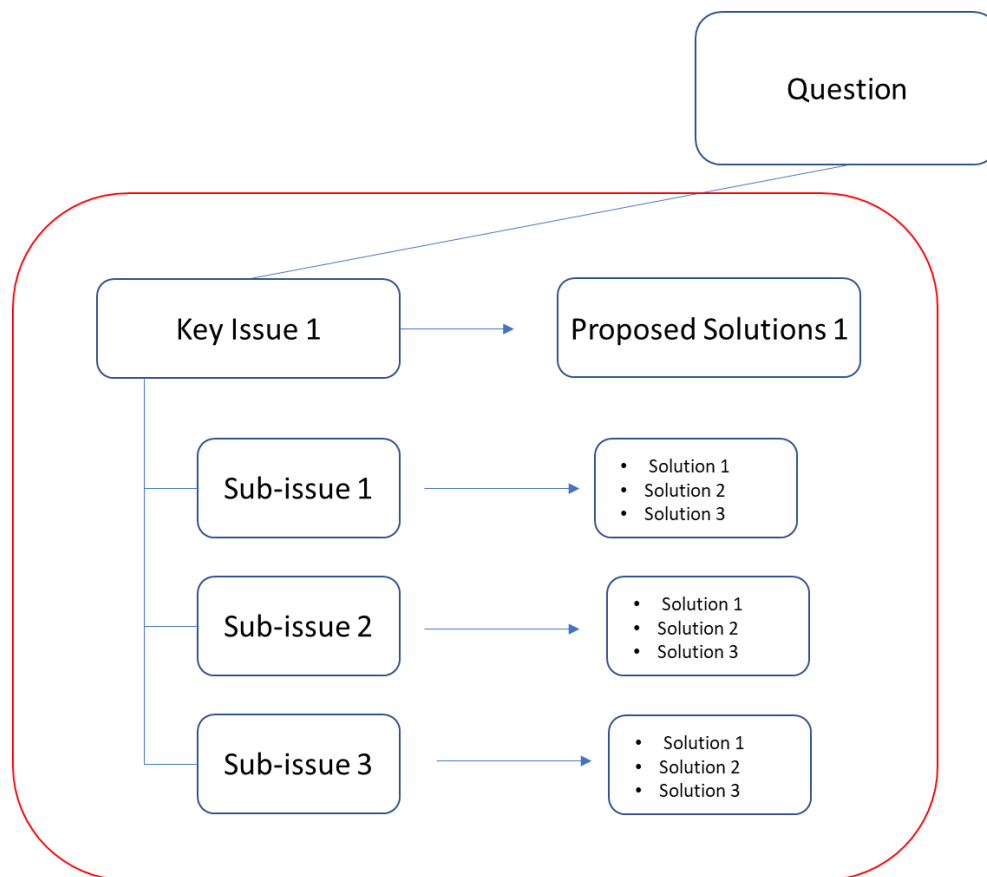 Question
Key Issue 1
Proposed Solutions 1
Sub-issue 1
• Solution 1
• Solution 2
• Solution 3
Sub-issue 2
• Solution 1
• Solution 2
• Solution 3
Sub-issue 3
• Solution 1
• Solution 2
• Solution 3